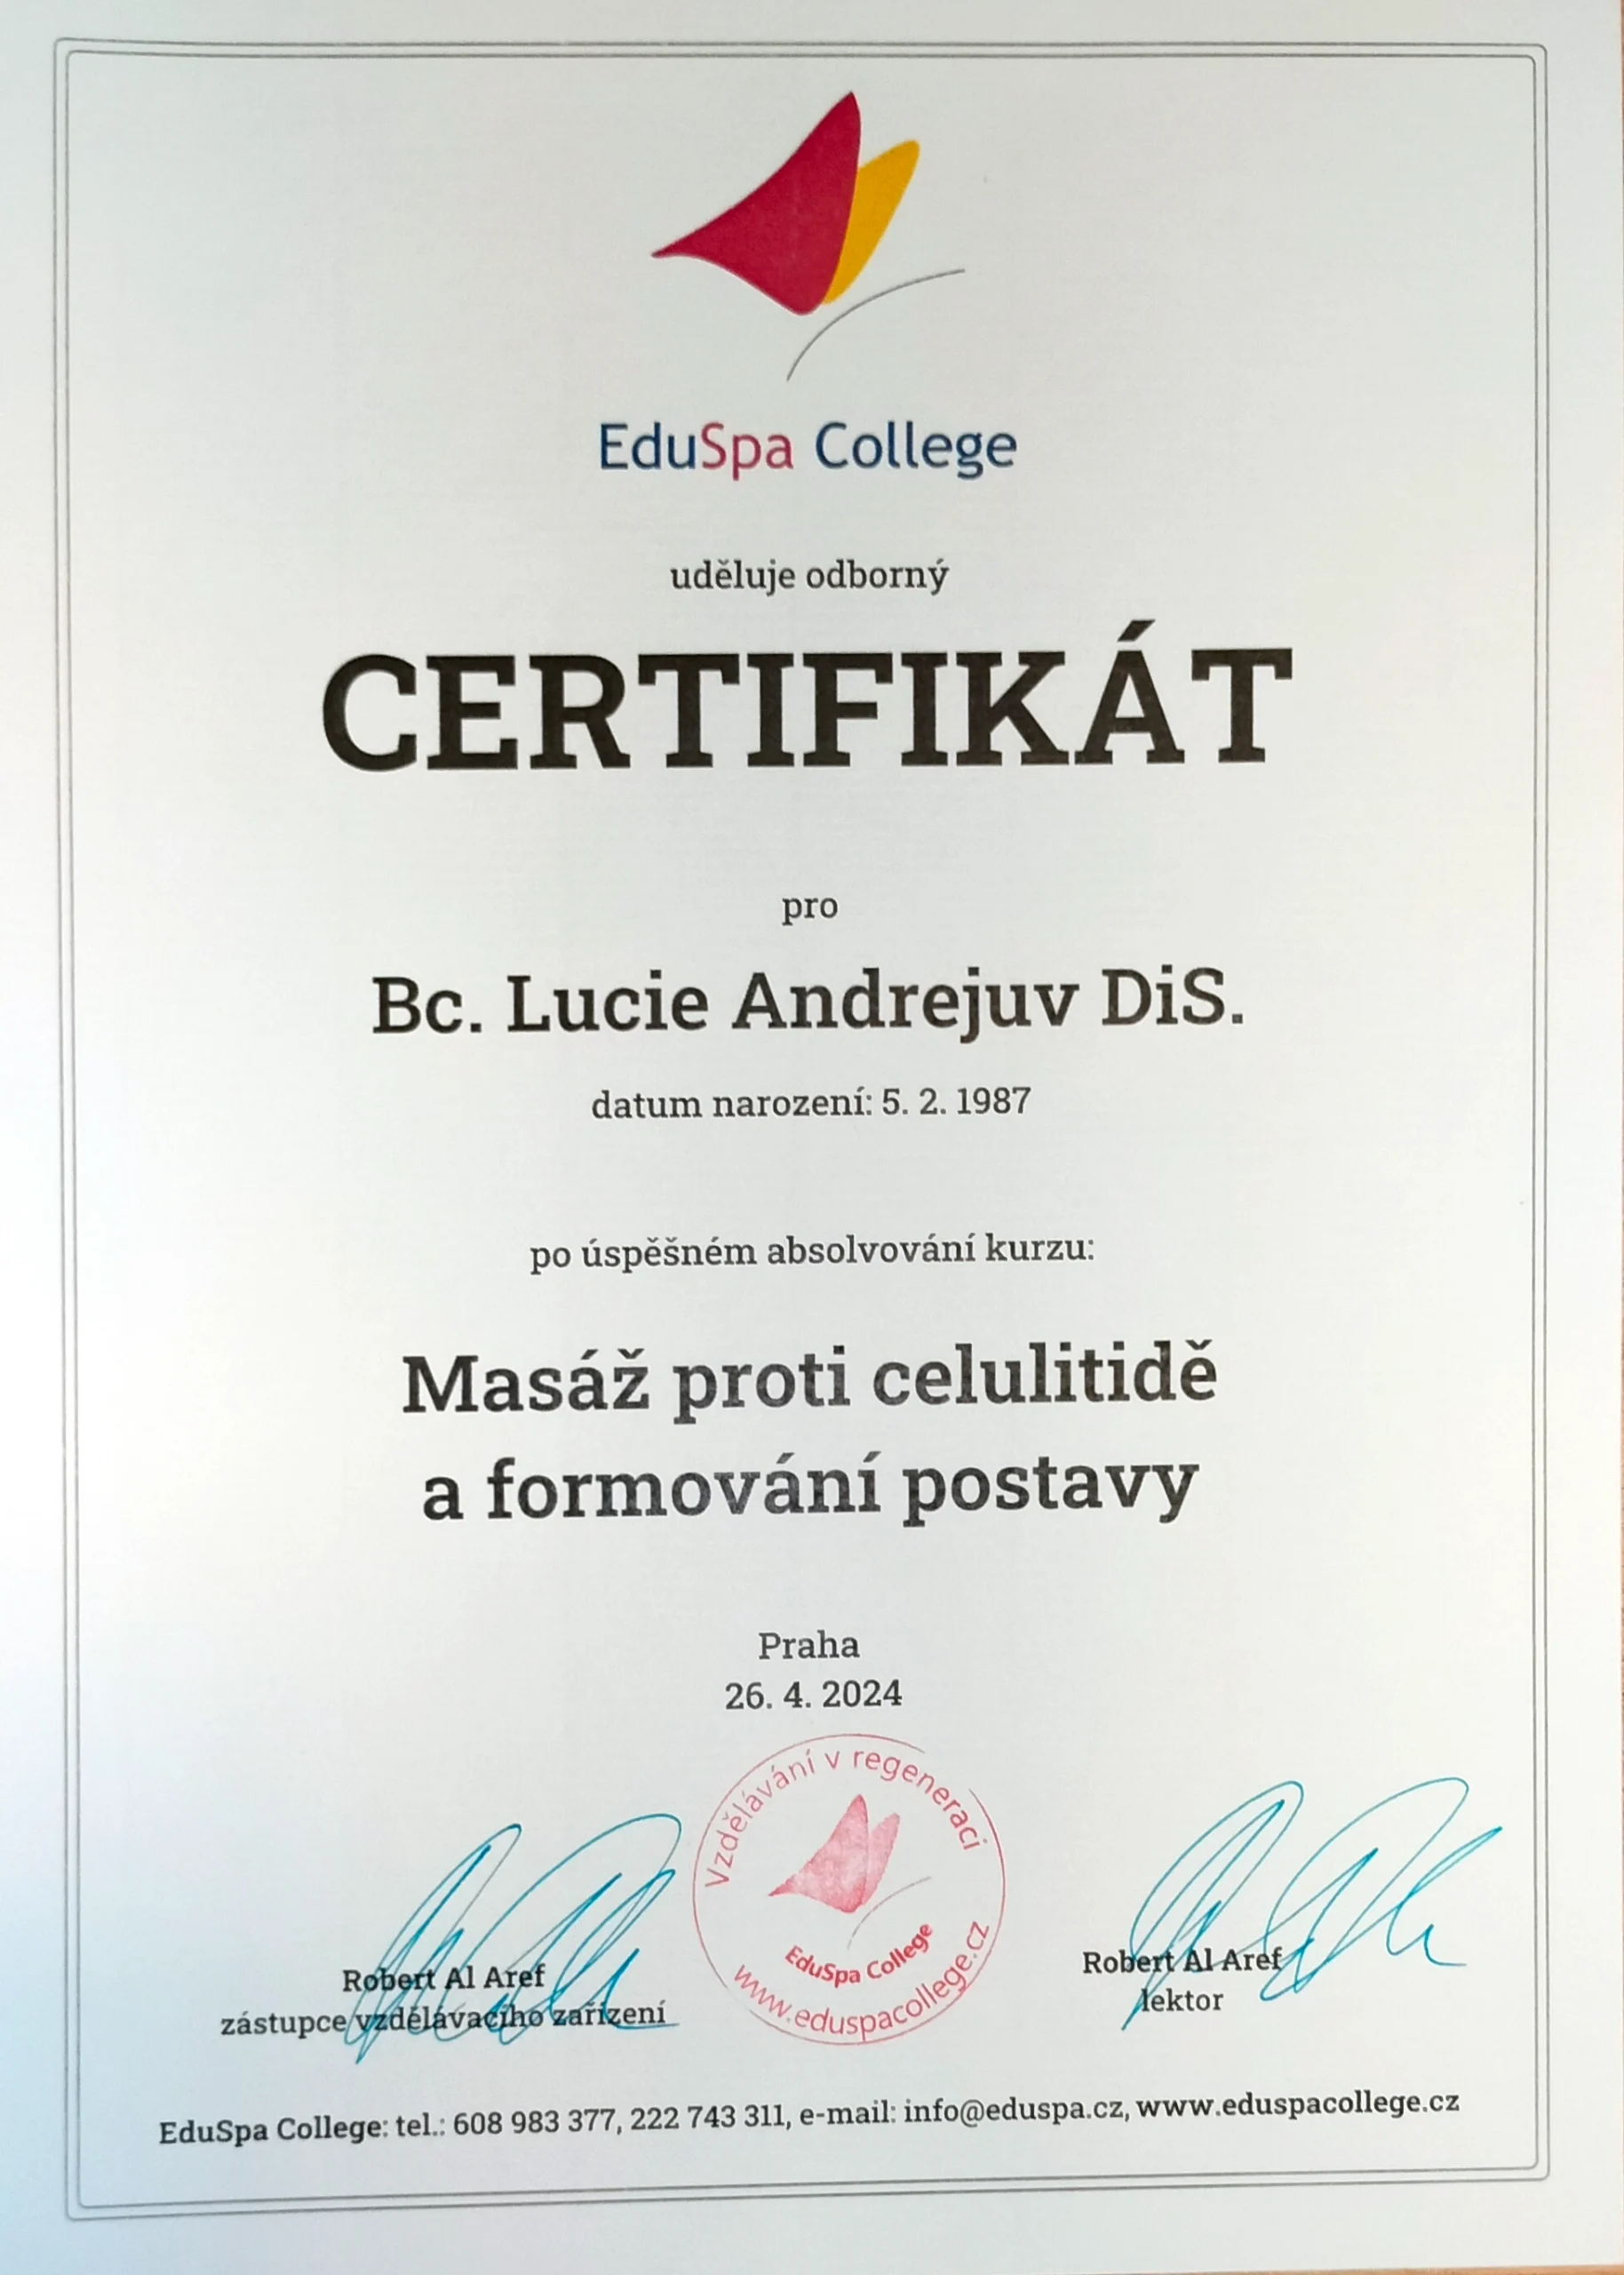 EduSpa College
uděluje odborný
CERTIFIKÁT
pro
Bc. Lucie Andrejuv DiS.
datum narození: 5. 2. 1987
po úspěšném absolvování kurzu:
Masáž proti celulitidě
a formování postavy
Praha
26. 4. 2024
Vzdělávání v regeneraci
EduSpa College
www.eduspacollege.cz
Robert Al Aref
zástupce vzdělávacího zařízení
Robert Al Aref
lektor
EduSpa College: tel.: 608 983 377, 222 743 311, e-mail: info@eduspa.cz, www.eduspacollege.cz